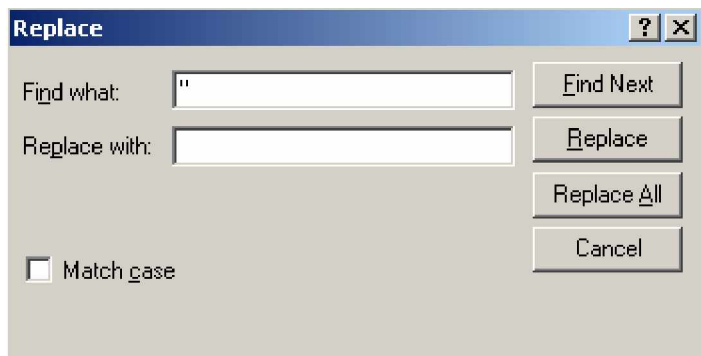 Replace
Find what: "
Find Next
Replace with:
Replace
Replace All
Cancel
Match case